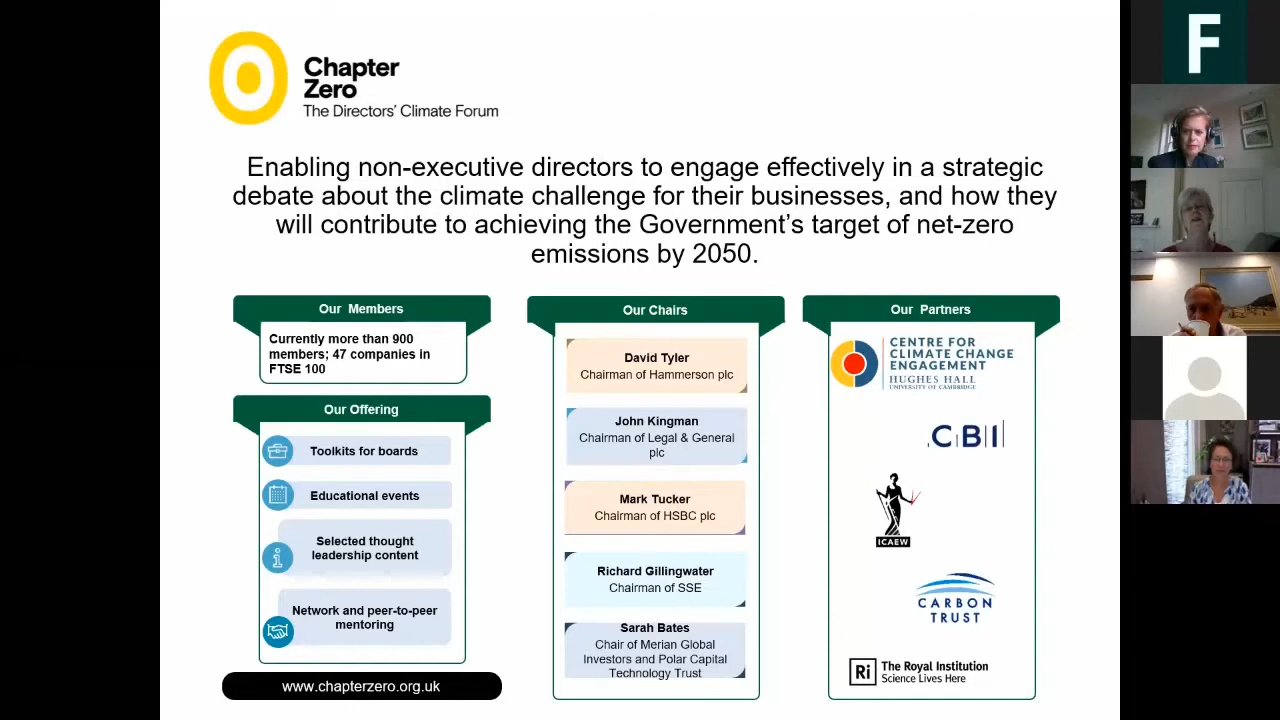 Chapter
Zero
The Directors' Climate Forum
Enabling non-executive directors to engage effectively in a strategic
debate about the climate challenge for their businesses, and how they
will contribute to achieving the Government's target of net-zero
emissions by 2050.
Our Members
Currently more than 900
members; 47 companies in
FTSE 100
Our Offering
Toolkits for boards
Educational events
Selected thought
leadership content
Network and peer-to-peer
mentoring
www.chapterzero.org.uk
Our Chairs
David Tyler
Chairman of Hammerson plc
John Kingman
Chairman of Legal & General
plc
Mark Tucker
Chairman of HSBC plc
Richard Gillingwater
Chairman of SSE
Sarah Bates
Chair of Merian Global
Investors and Polar Capital
Technology Trust
Our Partners
CENTRE FOR
CLIMATE CHANGE
ENGAGEMENT
HUGHES HALL
UNIVERSITY OF CAMBRIDGE
CBI
ICAEW
CARBON
TRUST
Ri
The Royal Institution
Science Lives Here
F